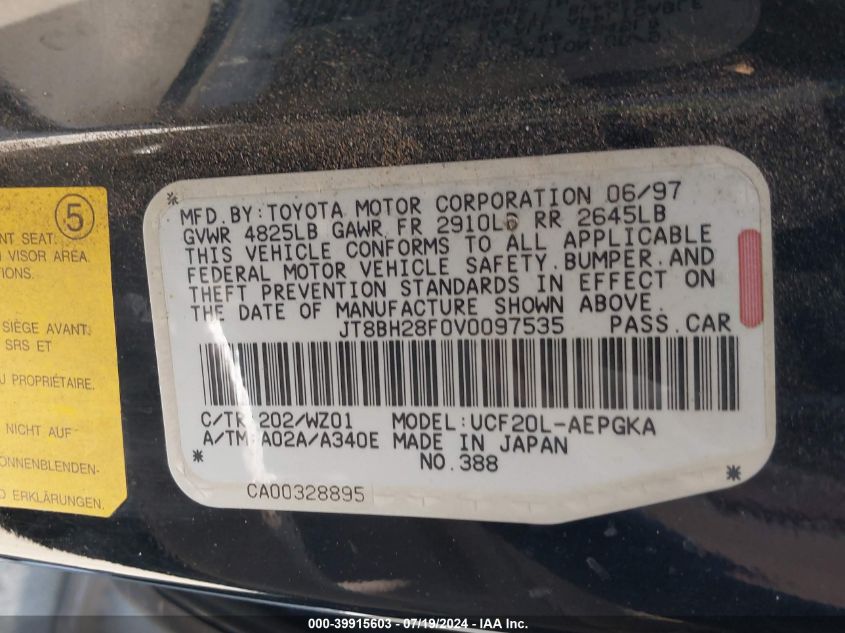 5
NT SEAT.
VISOR AREA.
TIONS.
SIÈGE AVANT.
SRS ET
U PROPRIÉTAIRE.
NICHT AUF
ONNENBLENDEN-
D ERKLÄRUNGEN.
MFD. BY: TOYOTA MOTOR CORPORATION 06/97
GVWR 4825LB GAWR FR 2910LB RR 2645LB
THIS VEHICLE CONFORMS TO ALL APPLICABLE
FEDERAL MOTOR VEHICLE SAFETY, BUMPER, AND
THEFT PREVENTION STANDARDS IN EFFECT ON
THE DATE OF MANUFACTURE SHOWN ABOVE.
JT8BH28F0V0097535 PASS. CAR
C/TR: 202/WZ01 MODEL: UCF20L-AEPGKA
A/TM: A02A/A340E MADE IN JAPAN
NO. 388
CA00328895
000-39915603 - 07/19/2024 - IAA Inc.